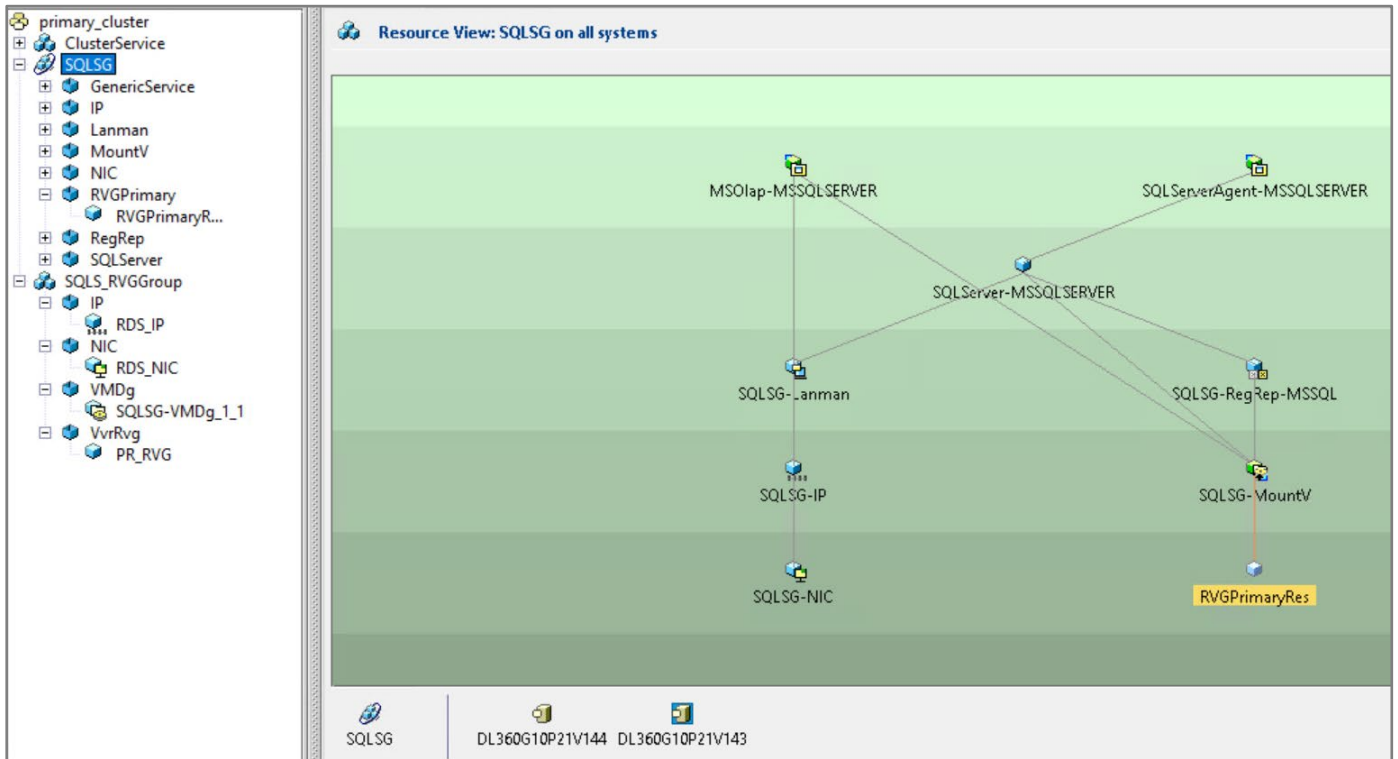 primary_cluster
ClusterService
SQLSG
GenericService
IP
Lanman
MountV
NIC
RVGPrimary
RVGPrimaryR...
RegRep
SQLServer
SQLS_RVGGroup
IP
RDS_IP
NIC
RDS_NIC
VMDg
SQLSG-VMDg_1_1
VvrRvg
PR_RVG
Resource View: SQLSG on all systems
MSOlap-MSSQLSERVER
SQLServerAgent-MSSQLSERVER
SQLServer-MSSQLSERVER
SQLSG-Lanman
SQLSG-RegRep-MSSQL
SQLSG-IP
SQLSG-MountV
SQLSG-NIC
RVGPrimaryRes
SQLSG
DL360G10P21V144 DL360G10P21V143